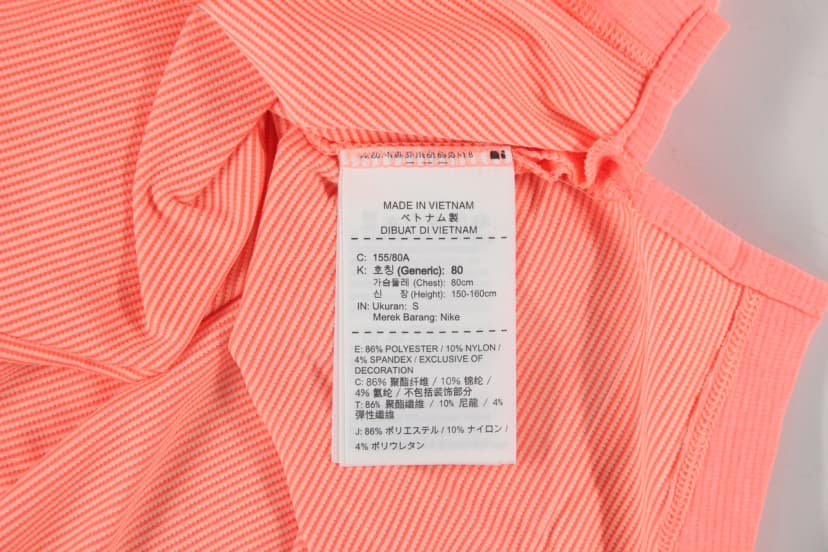 MADE IN VIETNAM
ベトナム製
DIBUAT DI VIETNAM
C: 155/80A
K: 호칭 (Generic): 80
가슴둘레 (Chest): 80cm
신 장 (Height): 150-160cm
IN: Ukuran: S
Merek Barang: Nike
E: 86% POLYESTER / 10% NYLON /
4% SPANDEX / EXCLUSIVE OF
DECORATION
C: 86% 聚酯纤维 / 10% 锦纶 /
4% 氨纶 / 不包括装饰部分
T: 86% 聚酯纖維 / 10% 尼龍 / 4%
彈性纖維
J: 86% ポリエステル / 10% ナイロン /
4% ポリウレタン